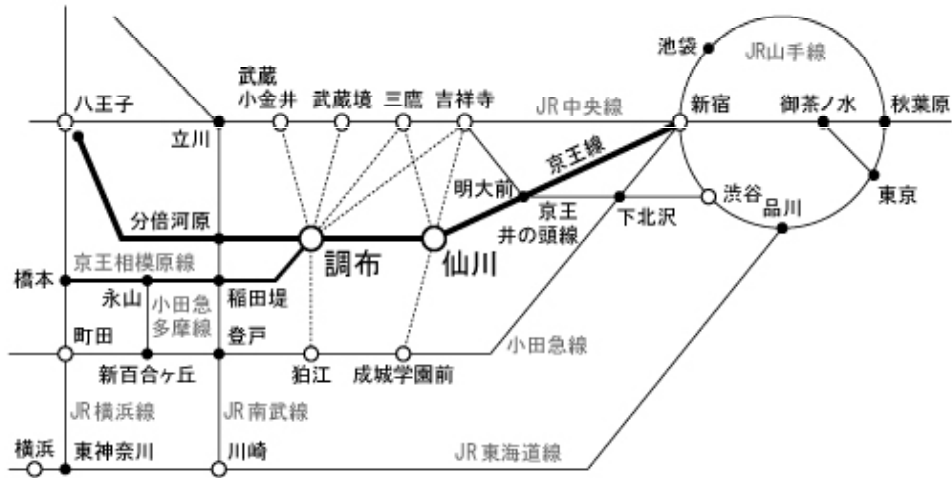 池袋
JR山手線
武蔵
小金井
武蔵境
三鷹
吉祥寺
JR中央線
八王子
新宿
御茶ノ水
秋葉原
立川
京王線
明大前
京王
井の頭線
下北沢
渋谷
品川
東京
分倍河原
調布
仙川
京王相模原線
橋本
永山
小田急
多摩線
稲田堤
町田
登戸
小田急線
新百合ヶ丘
狛江
成城学園前
JR横浜線
JR南武線
横浜
東神奈川
川崎
JR東海道線